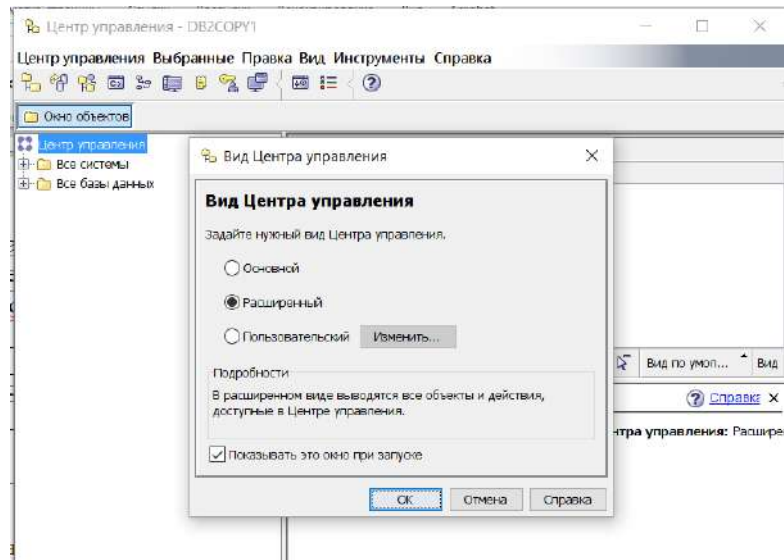 Центр управления - DB2COPY1
Центр управления Выбранные Правка Вид Инструменты Справка
Окно объектов
Центр управления
Все системы
Все базы данных
Вид Центра управления
Вид Центра управления
Задайте нужный вид Центра управления.
Основной
Расширенный
Пользовательский Изменить...
Подробности
В расширенном виде выводятся все объекты и действия,
доступные в Центре управления.
Показывать это окно при запуске
OK Отмена Справка
Вид по умол... Вид
Справка
нтра управления: Расшире